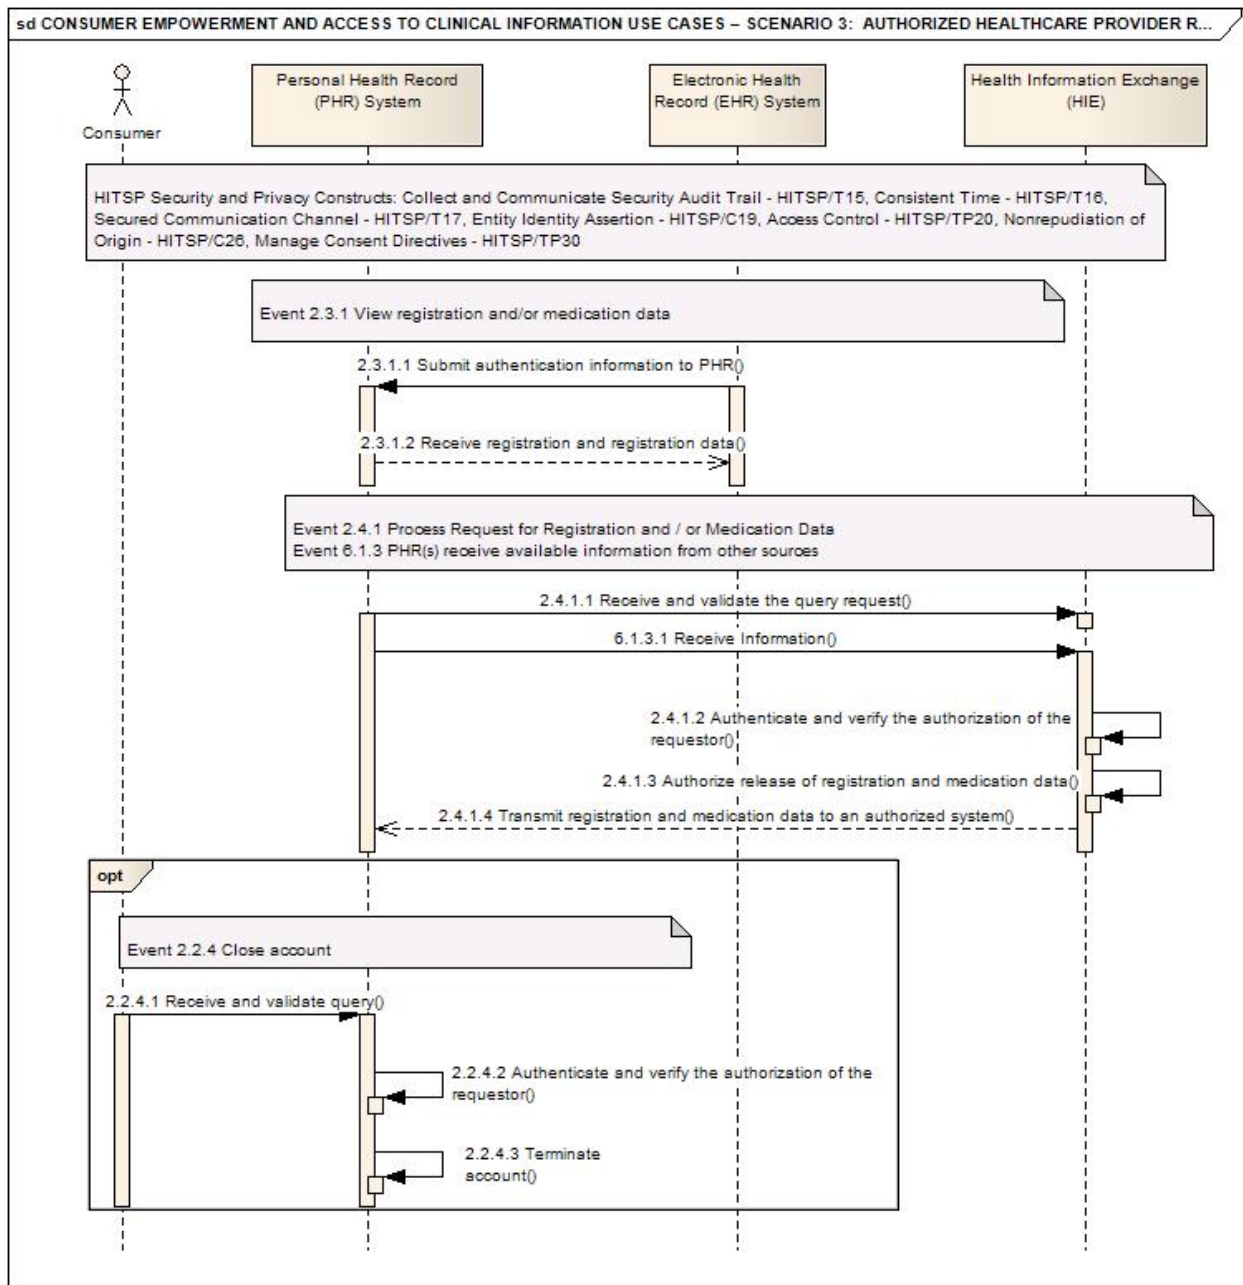 sd CONSUMER EMPOWERMENT AND ACCESS TO CLINICAL INFORMATION USE CASES – SCENARIO 3: AUTHORIZED HEALTHCARE PROVIDER R...
Consumer
Personal Health Record
(PHR) System
Electronic Health
Record (EHR) System
Health Information Exchange
(HIE)
HITSP Security and Privacy Constructs: Collect and Communicate Security Audit Trail - HITSP/T15, Consistent Time - HITSP/T16,
Secured Communication Channel - HITSP/T17, Entity Identity Assertion - HITSP/C19, Access Control - HITSP/TP20, Nonrepudiation of
Origin - HITSP/C26, Manage Consent Directives - HITSP/TP30
Event 2.3.1 View registration and/or medication data
2.3.1.1 Submit authentication information to PHR()
2.3.1.2 Receive registration and registration data()
Event 2.4.1 Process Request for Registration and / or Medication Data
Event 6.1.3 PHR(s) receive available information from other sources
2.4.1.1 Receive and validate the query request()
6.1.3.1 Receive Information()
2.4.1.2 Authenticate and verify the authorization of the
requestor()
2.4.1.3 Authorize release of registration and medication data()
2.4.1.4 Transmit registration and medication data to an authorized system()
opt
Event 2.2.4 Close account
2.2.4.1 Receive and validate query()
2.2.4.2 Authenticate and verify the authorization of the
requestor()
2.2.4.3 Terminate
account()